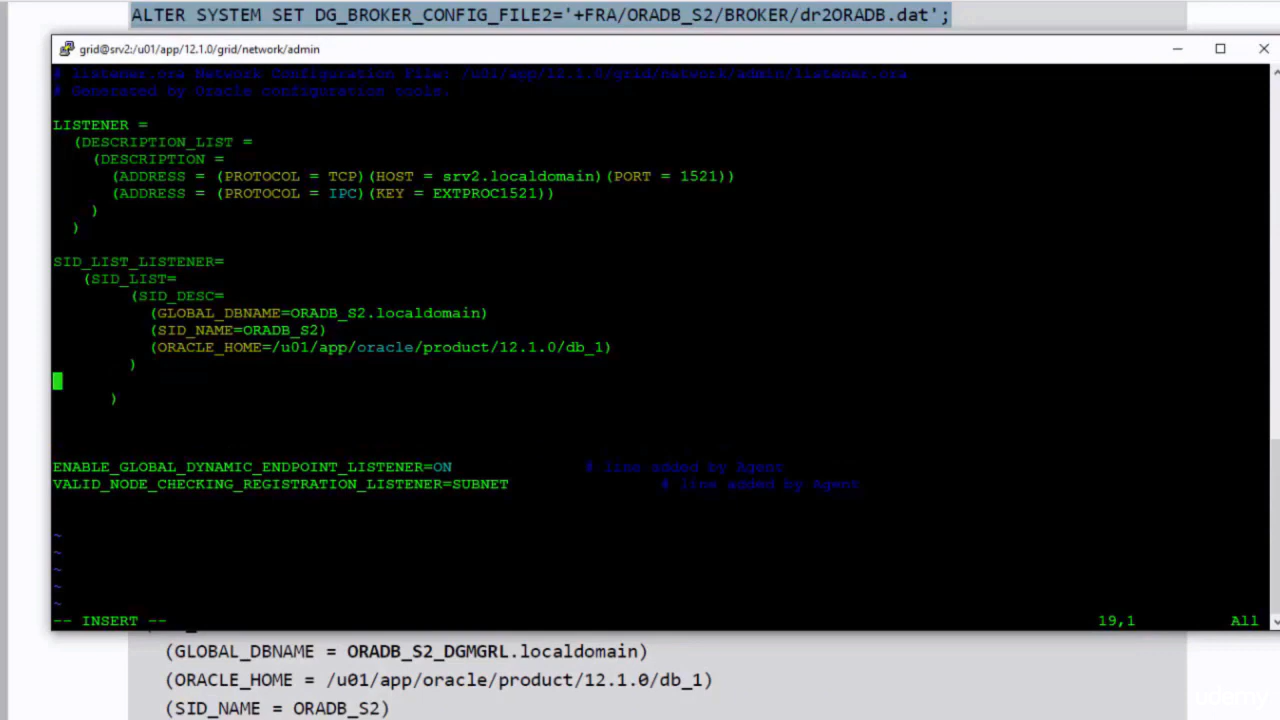 ALTER SYSTEM SET DG_BROKER_CONFIG_FILE2='+FRA/ORADB_S2/BROKER/dr2ORADB.dat';
grid@srv2:/u01/app/12.1.0/grid/network/admin
# listener.ora Network Configuration File: /u01/app/12.1.0/grid/network/admin/listener.ora
# Generated by Oracle configuration tools.
LISTENER =
(DESCRIPTION_LIST =
(DESCRIPTION =
(ADDRESS = (PROTOCOL = TCP)(HOST = srv2.localdomain)(PORT = 1521))
(ADDRESS = (PROTOCOL = IPC)(KEY = EXTPROC1521))
)
)
SID_LIST_LISTENER=
(SID_LIST=
(SID_DESC=
(GLOBAL_DBNAME=ORADB_S2.localdomain)
(SID_NAME=ORADB_S2)
(ORACLE_HOME=/u01/app/oracle/product/12.1.0/db_1)
)
)
ENABLE_GLOBAL_DYNAMIC_ENDPOINT_LISTENER=ON # line added by Agent
VALID_NODE_CHECKING_REGISTRATION_LISTENER=SUBNET # line added by Agent
~
~
~
~
~
-- INSERT -- 19,1 All
(GLOBAL_DBNAME = ORADB_S2_DGMGRL.localdomain)
(ORACLE_HOME = /u01/app/oracle/product/12.1.0/db_1)
(SID_NAME = ORADB_S2)
udemy